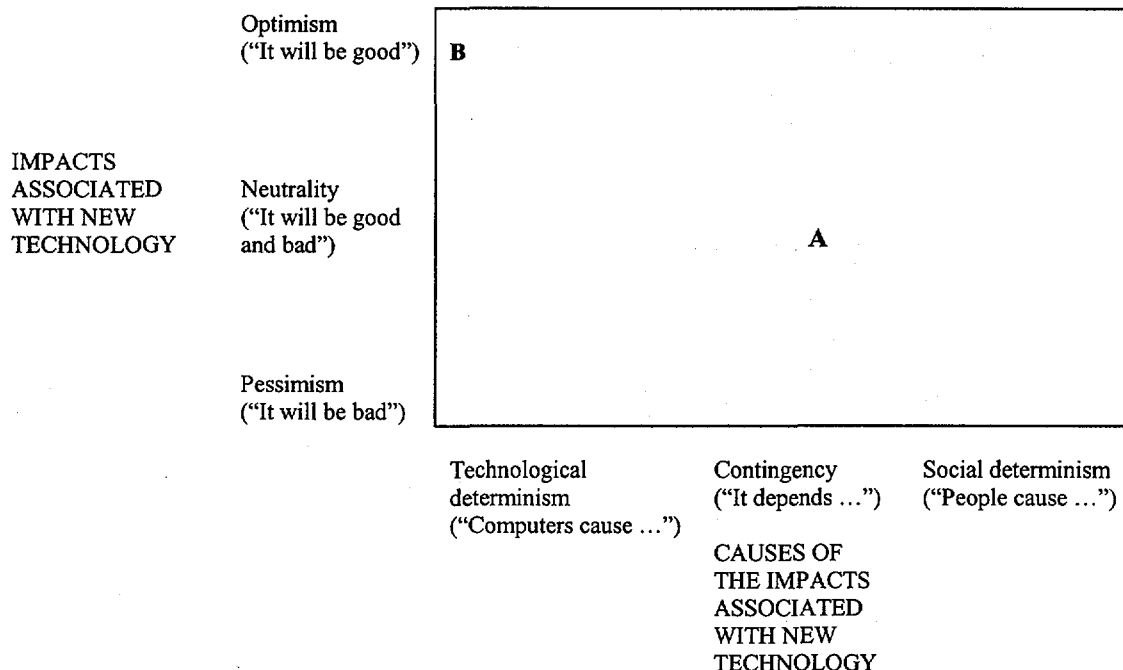 Optimism
(“It will be good”)
B
IMPACTS
ASSOCIATED
WITH NEW
TECHNOLOGY
Neutrality
(“It will be good
and bad”)
A
Pessimism
(“It will be bad”)
Technological
determinism
(“Computers cause ...”)
Contingency
(“It depends ...”)
Social determinism
(“People cause ...”)
CAUSES OF
THE IMPACTS
ASSOCIATED
WITH NEW
TECHNOLOGY